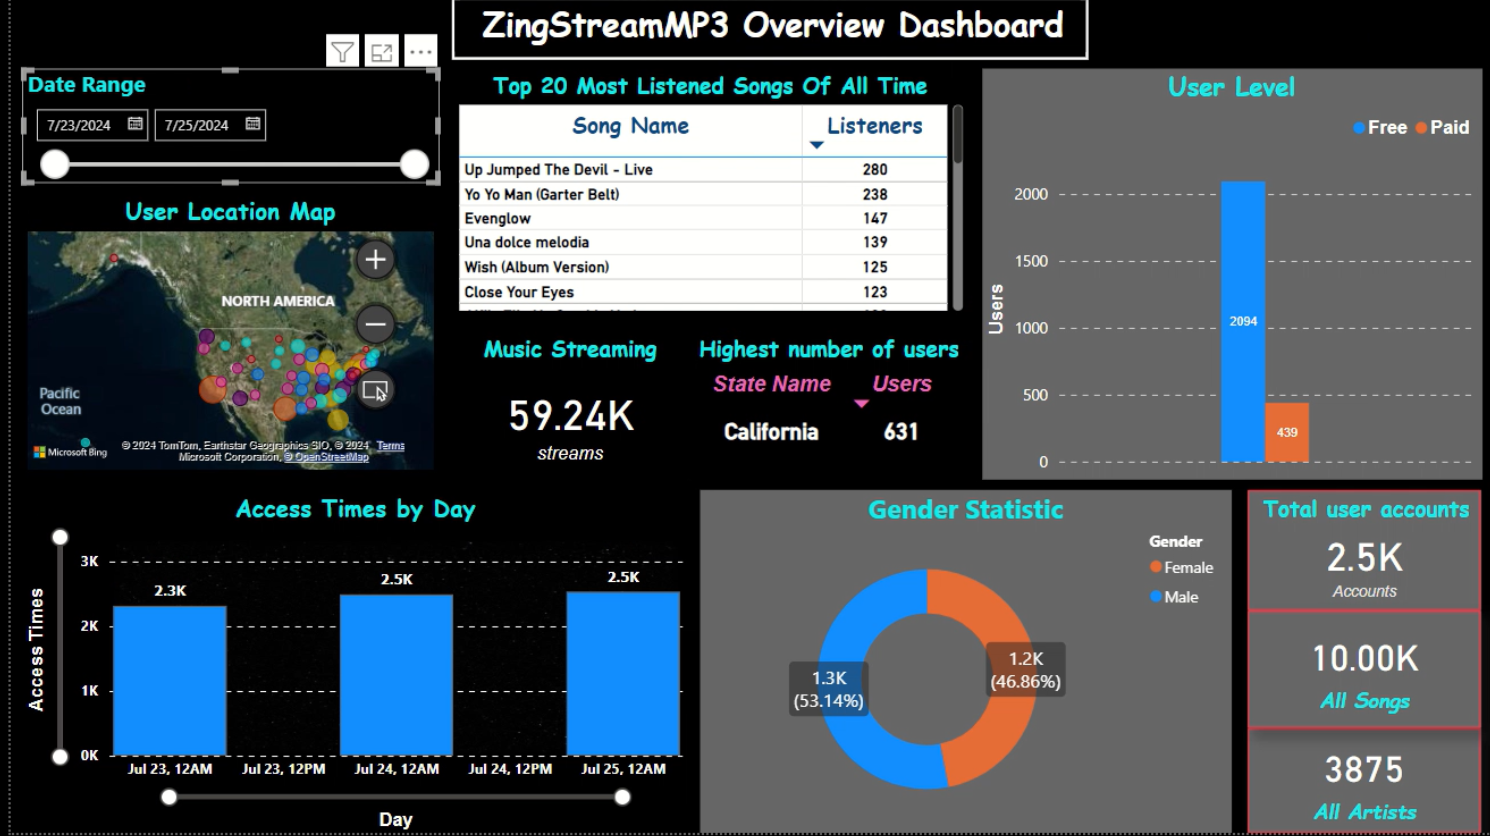 ZingStreamMP3 Overview Dashboard
Date Range
7/23/2024 7/25/2024
User Location Map
NORTH AMERICA
Pacific
Ocean
Microsoft Bing
© 2024 TomTom, Earthstar Geographics SIO, © 2024 Terms
Microsoft Corporation, © OpenStreetMap
Top 20 Most Listened Songs Of All Time
Song Name Listeners
Up Jumped The Devil - Live 280
Yo Yo Man (Garter Belt) 238
Evenglow 147
Una dolce melodia 139
Wish (Album Version) 125
Close Your Eyes 123
Music Streaming
59.24K
streams
Highest number of users
State Name Users
California 631
User Level
Free Paid
Users
2000
1500
1000
500
0
2094
439
Access Times by Day
Access Times
3K
2K
1K
0K
2.3K
2.5K
2.5K
Jul 23, 12AM Jul 23, 12PM Jul 24, 12AM Jul 24, 12PM Jul 25, 12AM
Day
Gender Statistic
Gender
Female
Male
1.3K
(53.14%)
1.2K
(46.86%)
Total user accounts
2.5K
Accounts
10.00K
All Songs
3875
All Artists